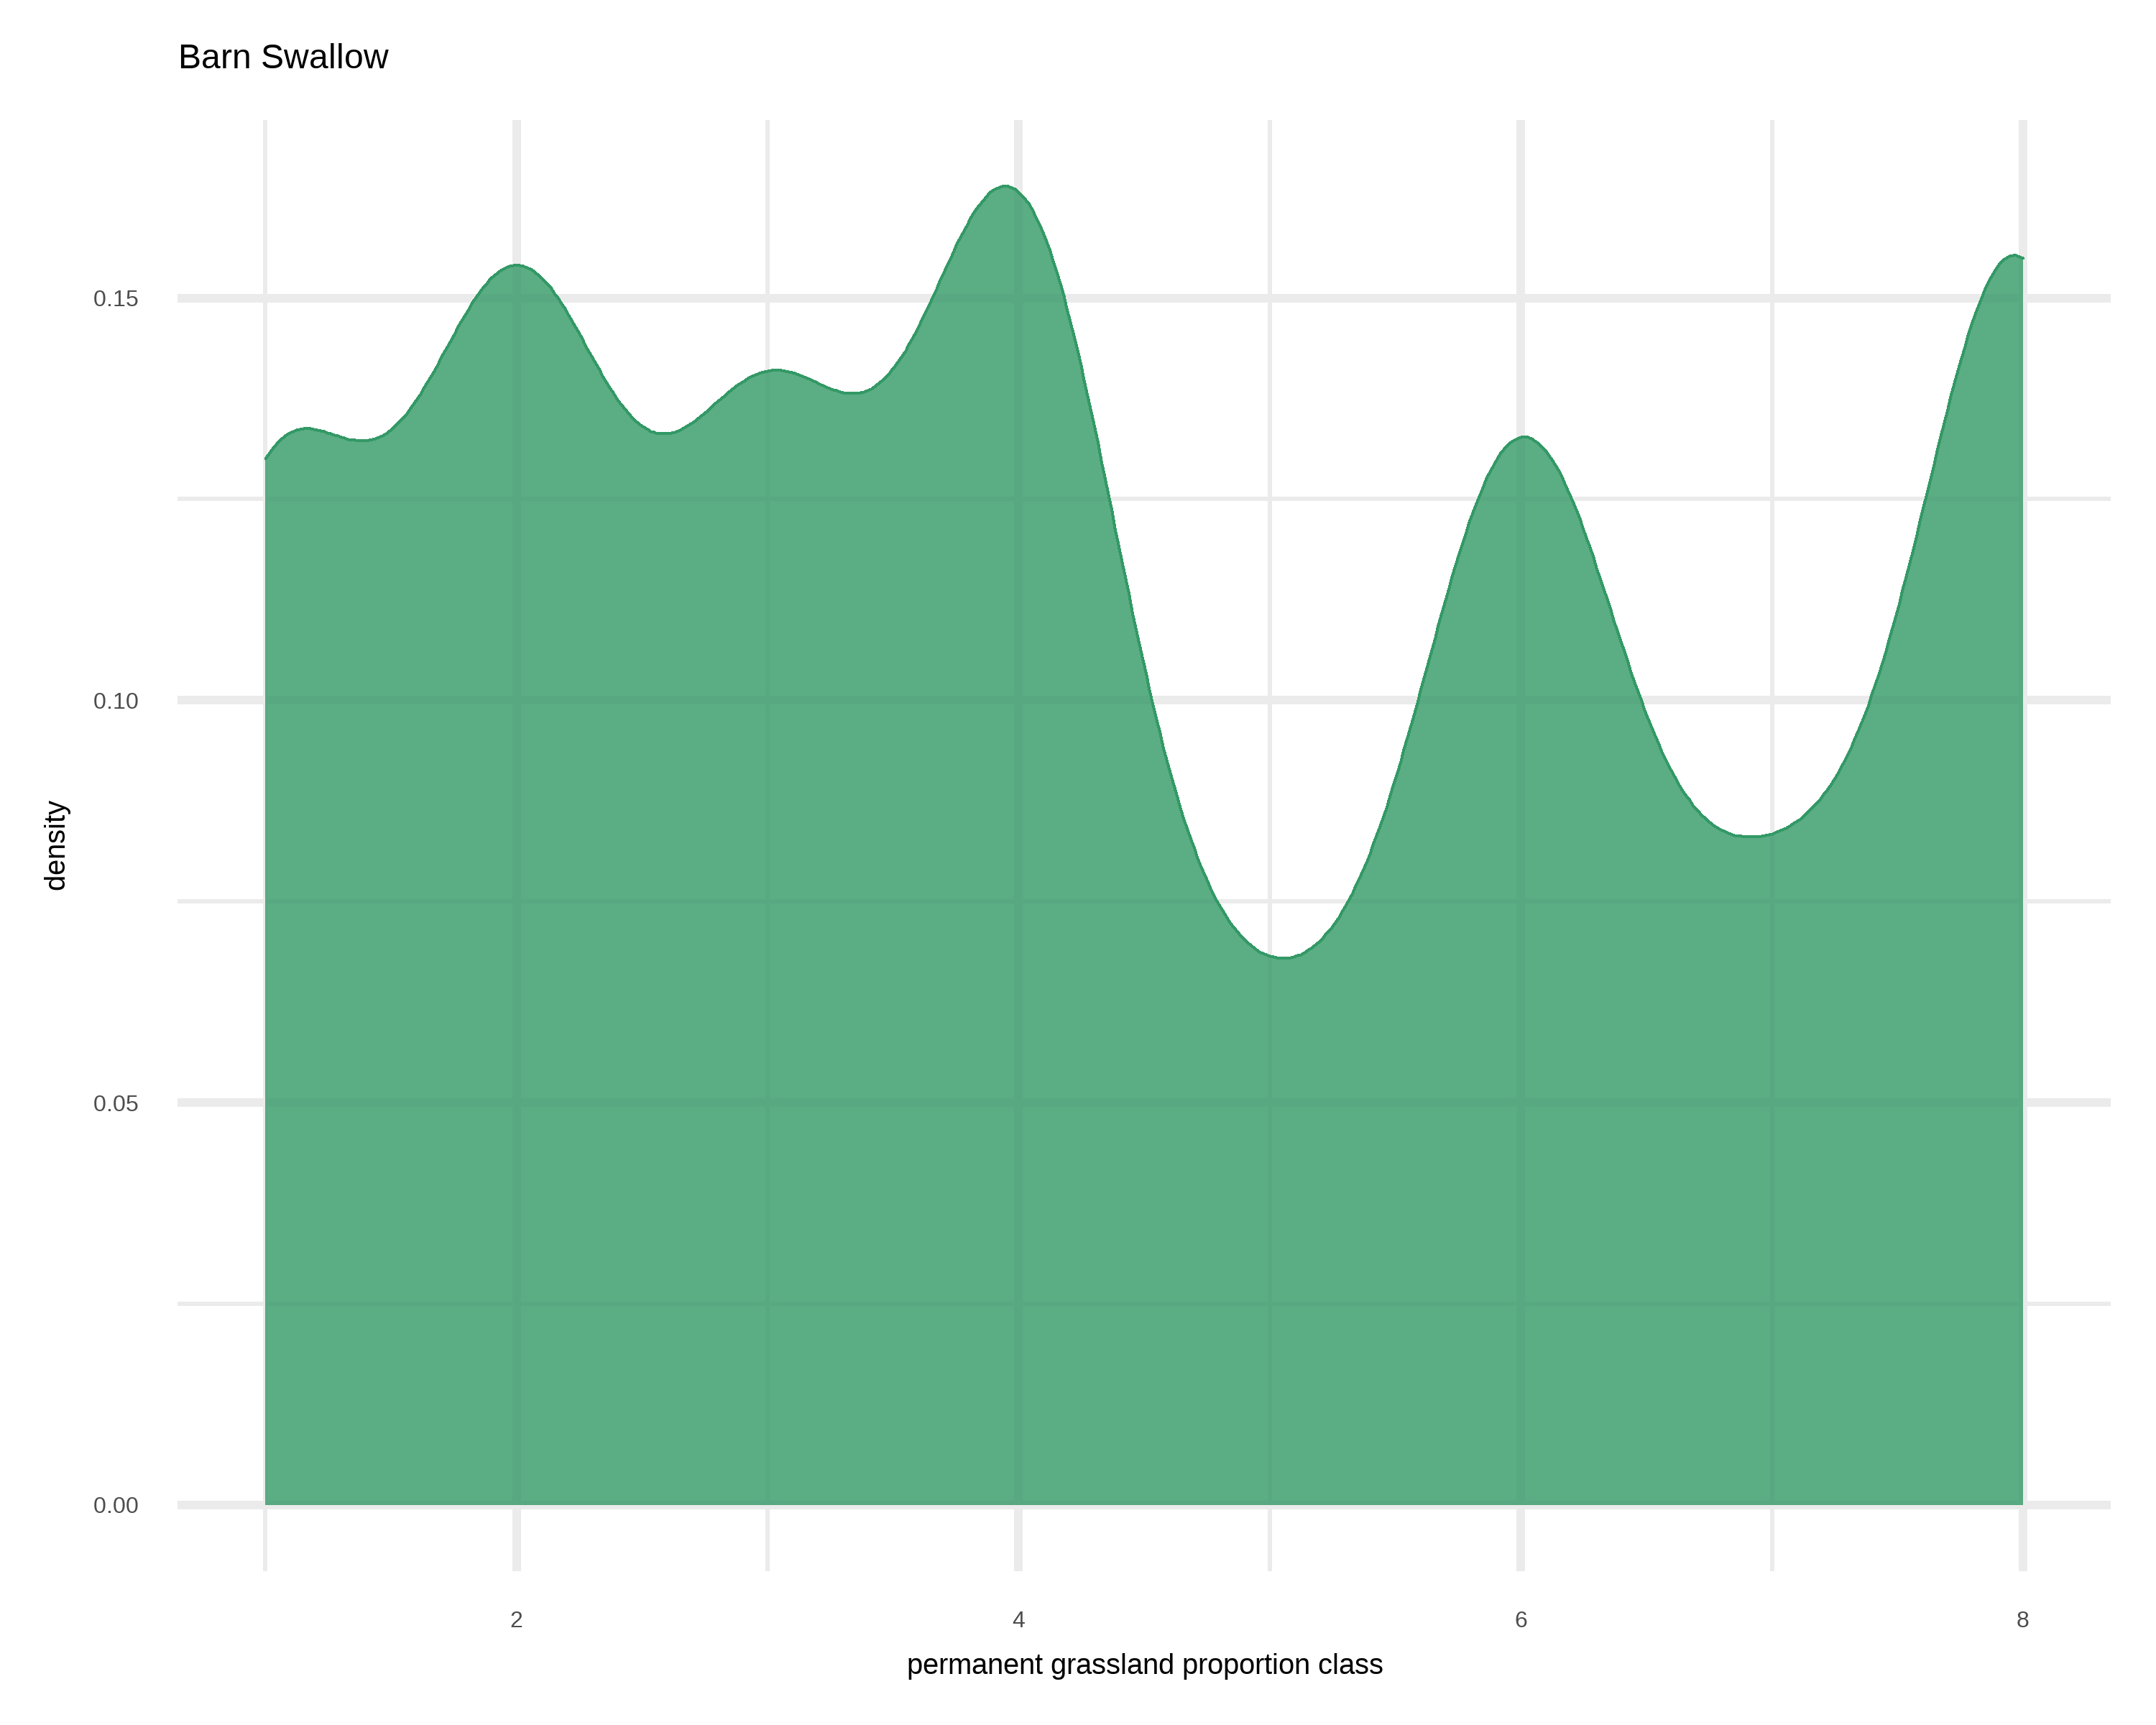 Barn Swallow
0.15
0.10
0.05
0.00
density
2 4 6 8
permanent grassland proportion class